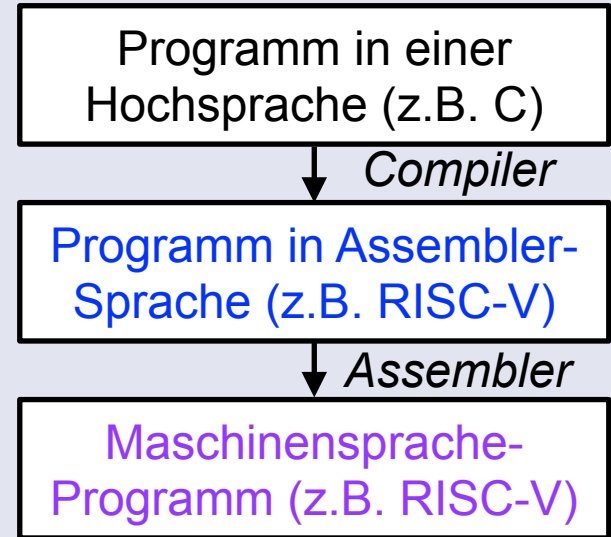 Programm in einer
Hochsprache (z.B. C)
Compiler
Programm in Assembler-
Sprache (z.B. RISC-V)
Assembler
Maschinensprache-
Programm (z.B. RISC-V)